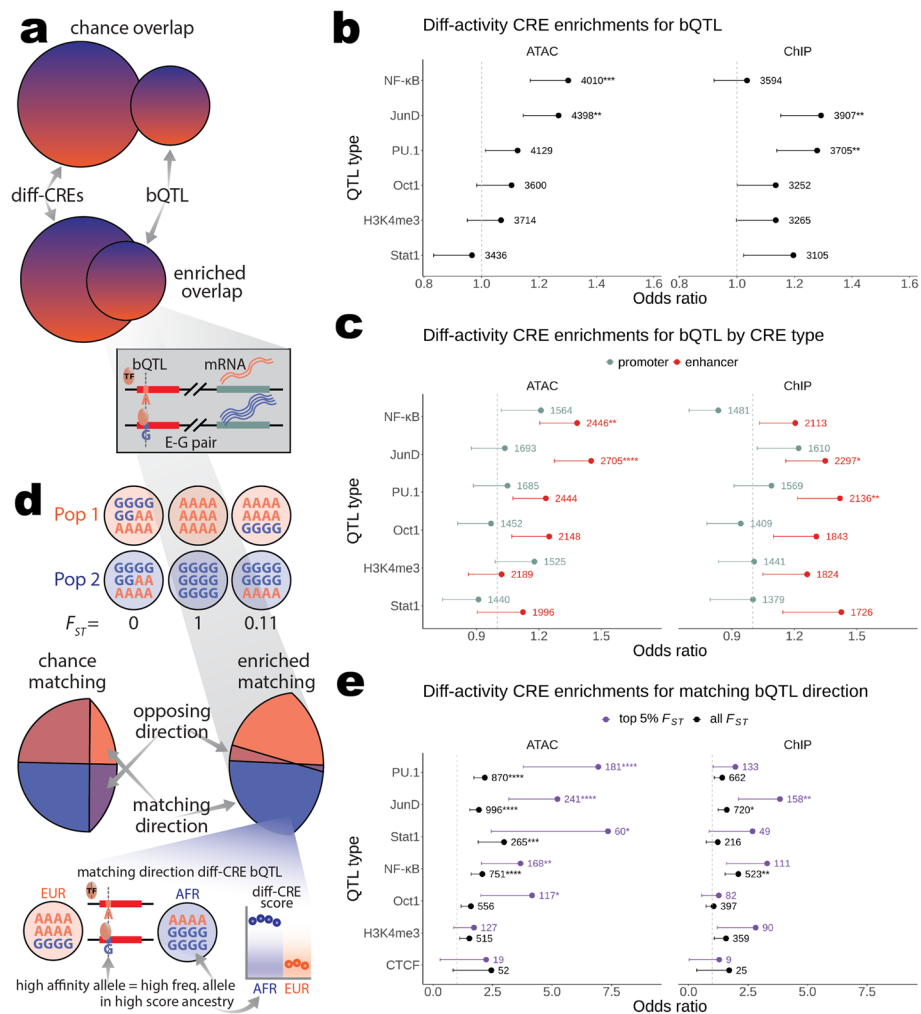 a
chance overlap
diff-CREs
bQTL
enriched
overlap
bQTL
mRNA
TF
A
G
E-G pair
b
Diff-activity CRE enrichments for bQTL
ATAC
ChIP
QTL type
NF-κB
4010***
3594
JunD
4398**
3907**
PU.1
4129
3705**
Oct1
3600
3252
H3K4me3
3714
3265
Stat1
3436
3105
0.8 1.0 1.2 1.4 1.6
0.8 1.0 1.2 1.4 1.6
Odds ratio
c
Diff-activity CRE enrichments for bQTL by CRE type
promoter enhancer
ATAC
ChIP
QTL type
NF-κB
1564
2446**
1481
2113
JunD
1693
2705****
1610
2297*
PU.1
1685
2444
1569
2136**
Oct1
1452
2148
1409
1843
H3K4me3
1525
2189
1441
1824
Stat1
1440
1996
1379
1726
0.9 1.2 1.5
0.9 1.2 1.5
Odds ratio
d
Pop 1
GGGG
GGAA
AAAA
AAAA
AAAA
AAAA
AAAA
AAAA
GGGG
Pop 2
GGGG
GGAA
AAAA
GGGG
GGGG
GGGG
GGGG
GGGG
AAAA
FST= 0 1 0.11
chance
matching
enriched
matching
opposing
direction
matching
direction
matching direction diff-CRE bQTL
EUR
AAAA
AAAA
GGGG
TF
A
G
AFR
AAAA
GGGG
GGGG
diff-CRE
score
AFR EUR
high affinity allele = high freq. allele
in high score ancestry
e
Diff-activity CRE enrichments for matching bQTL direction
top 5% FST all FST
ATAC
ChIP
QTL type
PU.1
181****
870****
133
662
JunD
241****
996****
158**
720*
Stat1
60*
265***
49
216
NF-κB
168**
751****
111
523**
Oct1
117*
556
82
397
H3K4me3
127
515
90
359
CTCF
19
52
9
25
0.0 2.5 5.0 7.5
0.0 2.5 5.0 7.5
Odds ratio